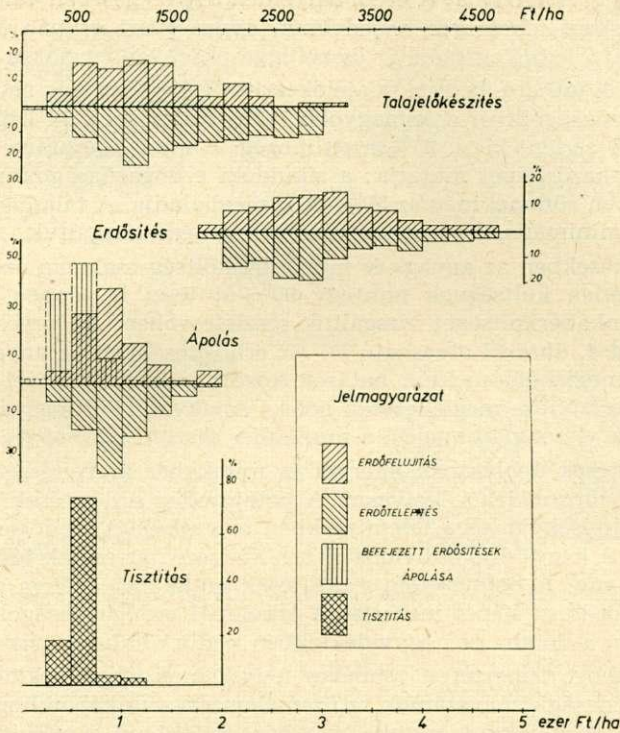 500 1500 2500 3500 4500 Ft/ha
%
20
10
10
20
30
Talajelőkészítés
%
20
10
10
20
Erdősítés
%
50
30
10
10
30
Ápolás
Jelmagyarázat
ERDŐFELUJITÁS
ERDŐTELEPÍTÉS
BEFEJEZETT ERDŐSITÉSEK
ÁPOLÁSA
TISZTITÁS
%
80
60
40
20
Tisztítás
1 2 3 4 5 ezer Ft/ha